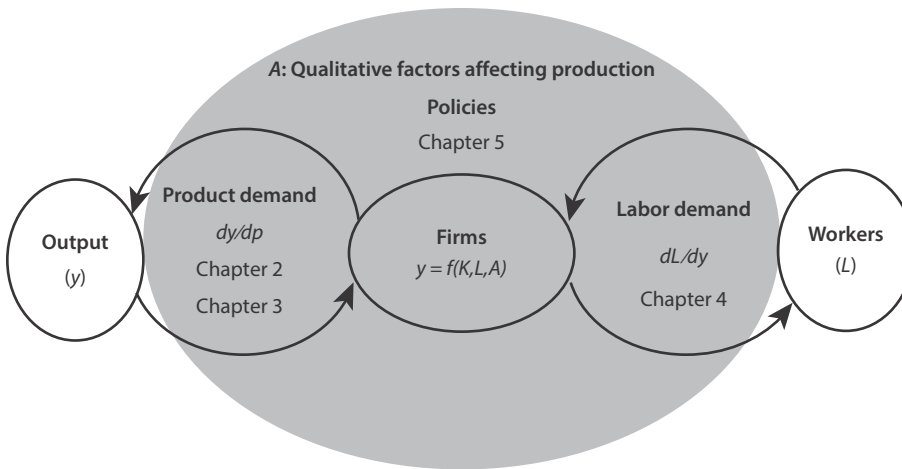 A: Qualitative factors affecting production
Policies
Chapter 5
Product demand
dy/dp
Chapter 2
Chapter 3
Output
(y)
Firms
y = f(K,L,A)
Labor demand
dL/dy
Chapter 4
Workers
(L)